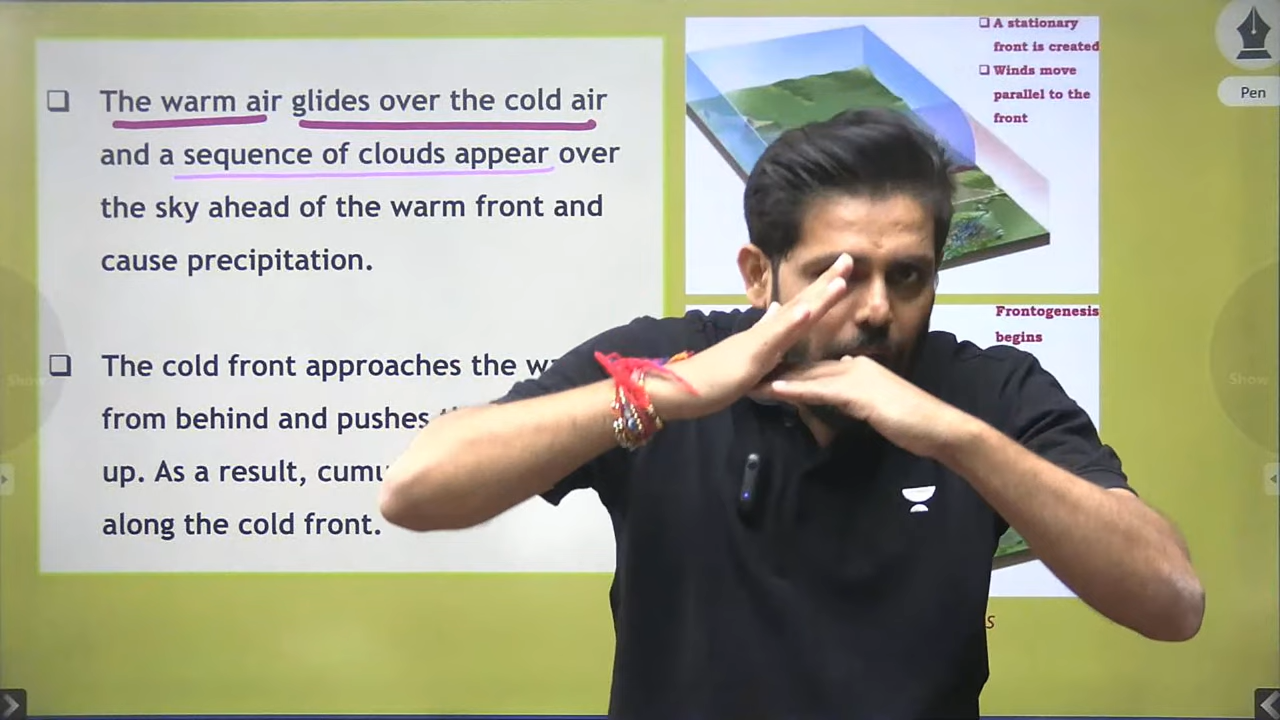 The warm air glides over the cold air
and a sequence of clouds appear over
the sky ahead of the warm front and
cause precipitation.
The cold front approaches the
from behind and pushes
up. As a result,
along the cold front.
A stationary
front is created
Winds move
parallel to the
front
Frontogenesis
begins
Pen
Show
Show